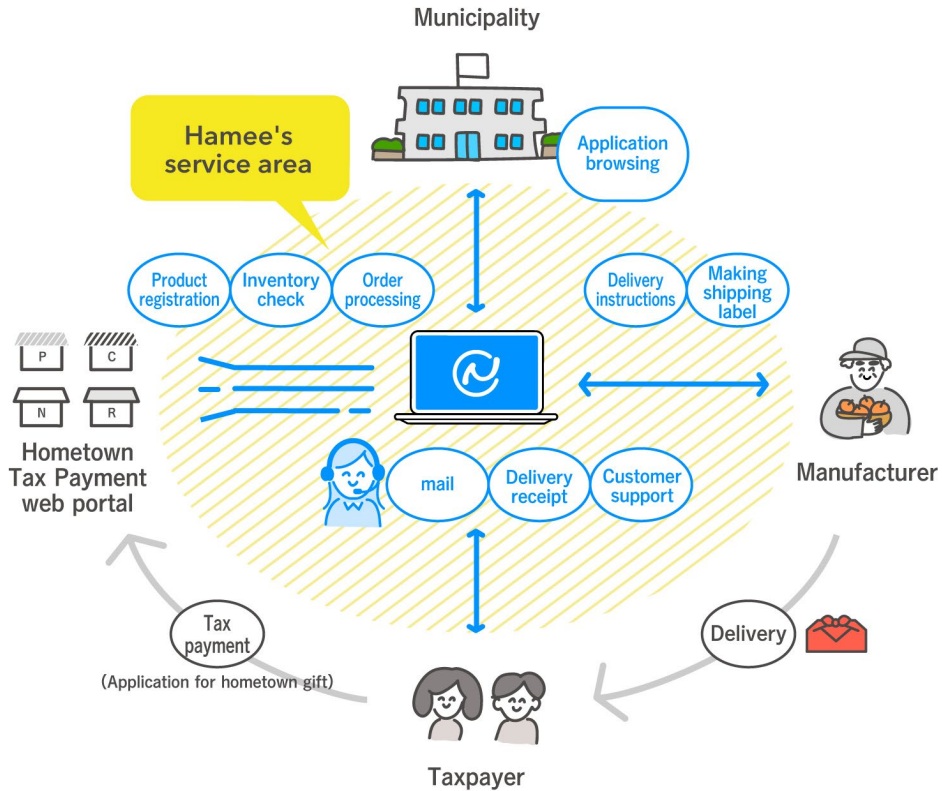 Municipality
Hamee's
service area
Application
browsing
Product
registration
Inventory
check
Order
processing
Delivery
instructions
Making
shipping
label
P
C
N
R
Hometown
Tax Payment
web portal
mail
Delivery
receipt
Customer
support
Manufacturer
Tax
payment
(Application for hometown gift)
Delivery
Taxpayer